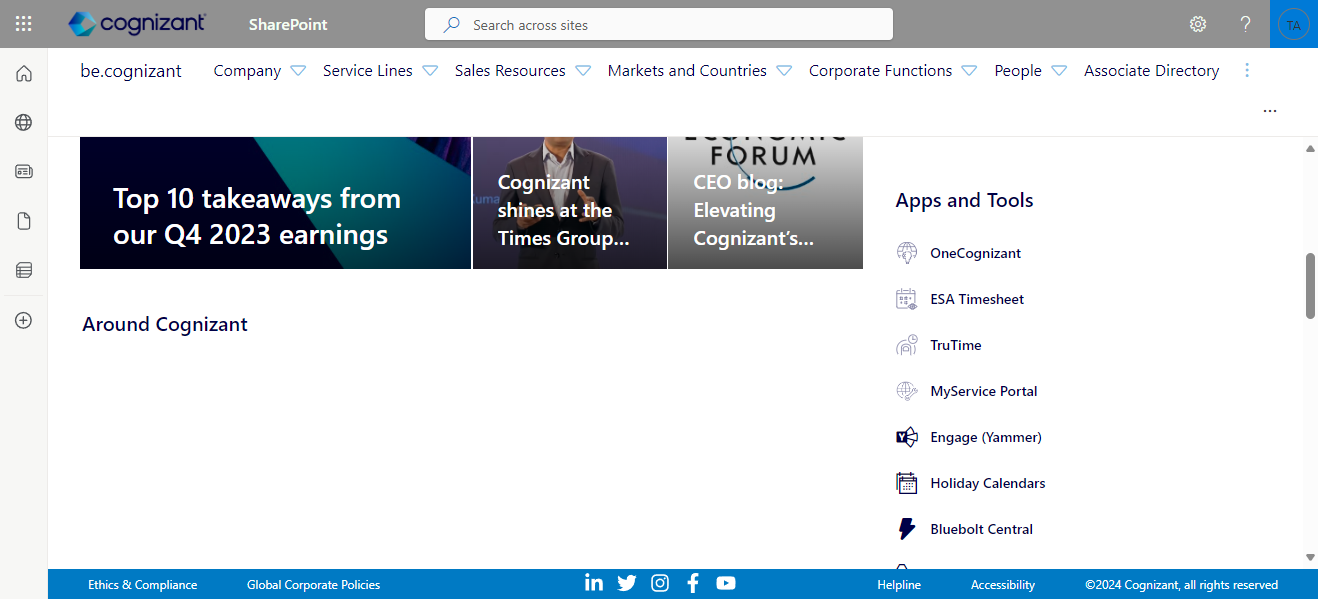 cognizant
SharePoint
Search across sites
?
TA
be.cognizant
Company
Service Lines
Sales Resources
Markets and Countries
Corporate Functions
People
Associate Directory
...
Top 10 takeaways from
our Q4 2023 earnings
Cognizant
shines at the
Times Group...
ECONOMIC
FORUM
CEO blog:
Elevating
Cognizant’s...
Apps and Tools
OneCognizant
ESA Timesheet
TruTime
MyService Portal
Engage (Yammer)
Holiday Calendars
Bluebolt Central
Around Cognizant
Ethics & Compliance
Global Corporate Policies
Helpline
Accessibility
©2024 Cognizant, all rights reserved